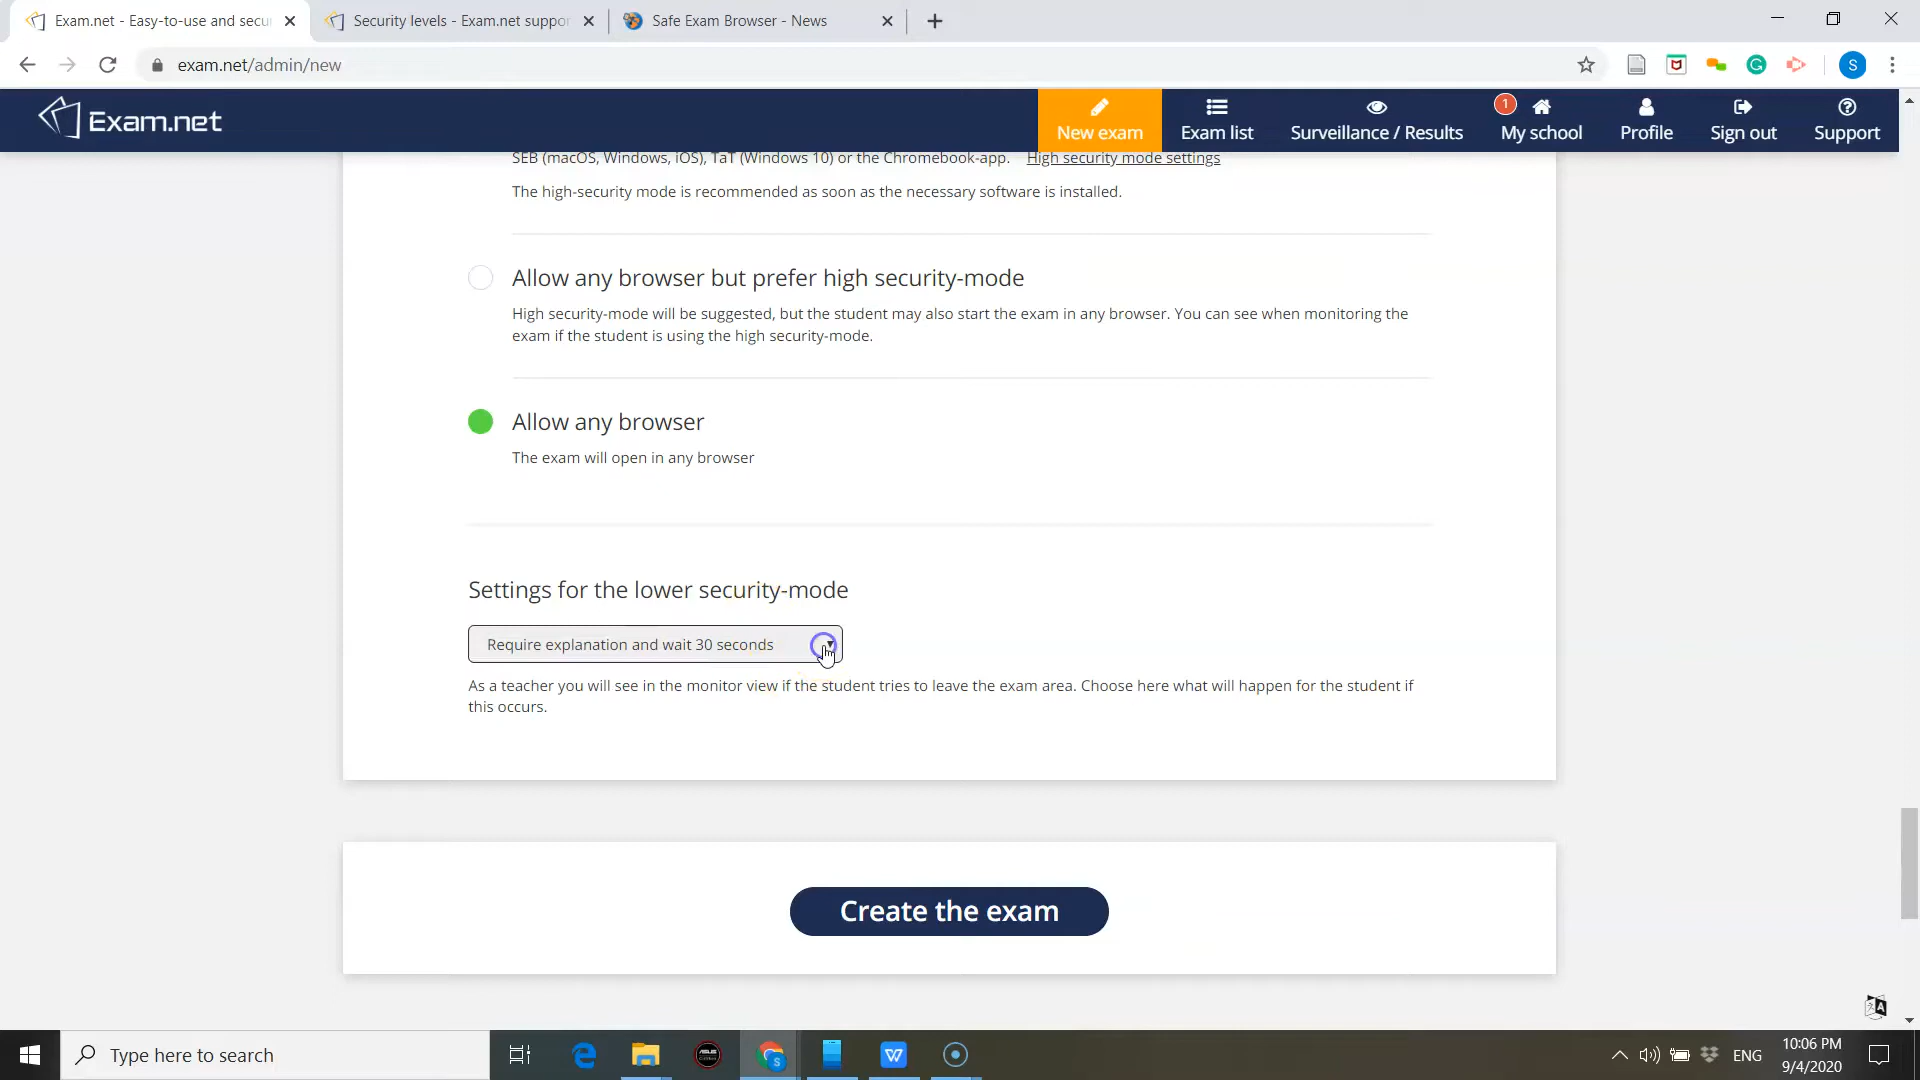 Exam.net - Easy-to-use and secu
Security levels - Exam.net suppo
Safe Exam Browser - News
exam.net/admin/new
S
Exam.net
New exam
Exam list
Surveillance / Results
1
My school
Profile
Sign out
Support
SEB (macOS, Windows, iOS), TaT (Windows 10) or the Chromebook-app. High security mode settings
The high-security mode is recommended as soon as the necessary software is installed.
Allow any browser but prefer high security-mode
High security-mode will be suggested, but the student may also start the exam in any browser. You can see when monitoring the
exam if the student is using the high security-mode.
Allow any browser
The exam will open in any browser
Settings for the lower security-mode
Require explanation and wait 30 seconds
As a teacher you will see in the monitor view if the student tries to leave the exam area. Choose here what will happen for the student if
this occurs.
Create the exam
Type here to search
ENG
10:06 PM
9/4/2020